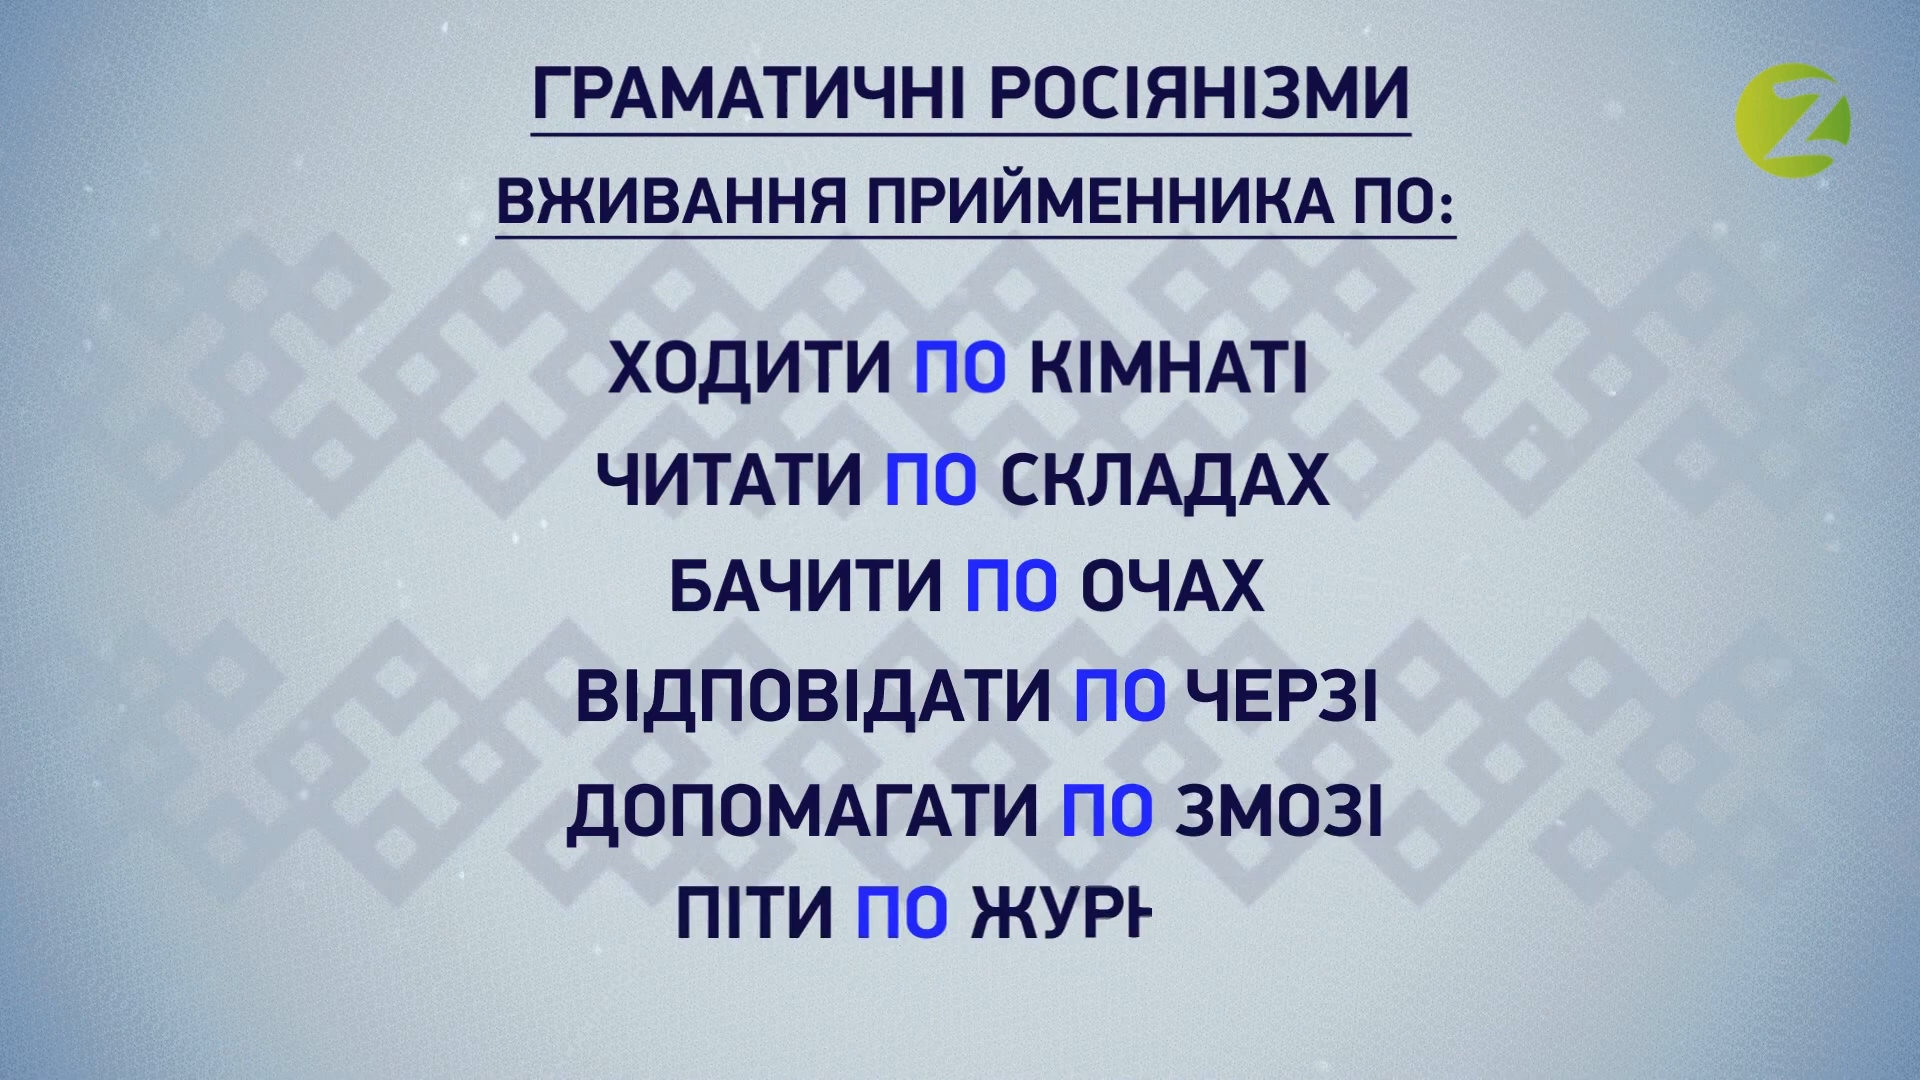 ГРАМАТИЧНІ РОСІЯНІЗМИ
ВЖИВАННЯ ПРИЙМЕННИКА ПО:
ХОДИТИ ПО КІМНАТІ
ЧИТАТИ ПО СКЛАДАХ
БАЧИТИ ПО ОЧАХ
ВІДПОВІДАТИ ПО ЧЕРЗІ
ДОПОМАГАТИ ПО ЗМОЗІ
ПІТИ ПО